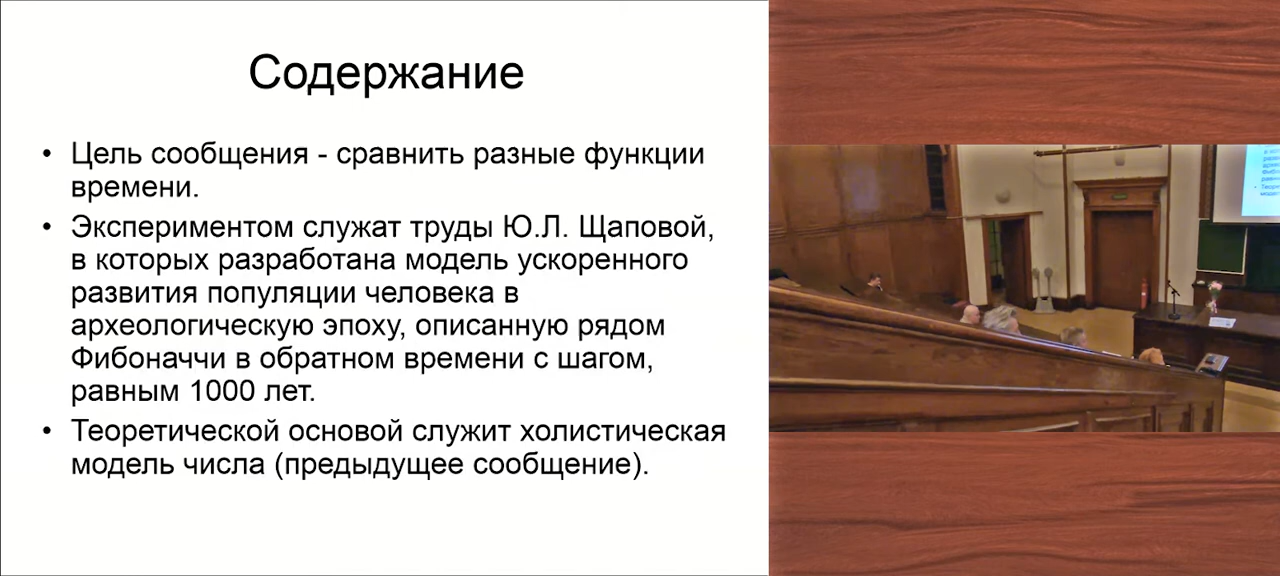 Содержание
• Цель сообщения - сравнить разные функции
времени.
• Экспериментом служат труды Ю.Л. Щаповой,
в которых разработана модель ускоренного
развития популяции человека в
археологическую эпоху, описанную рядом
Фибоначчи в обратном времени с шагом,
равным 1000 лет.
• Теоретической основой служит холистическая
модель числа (предыдущее сообщение).